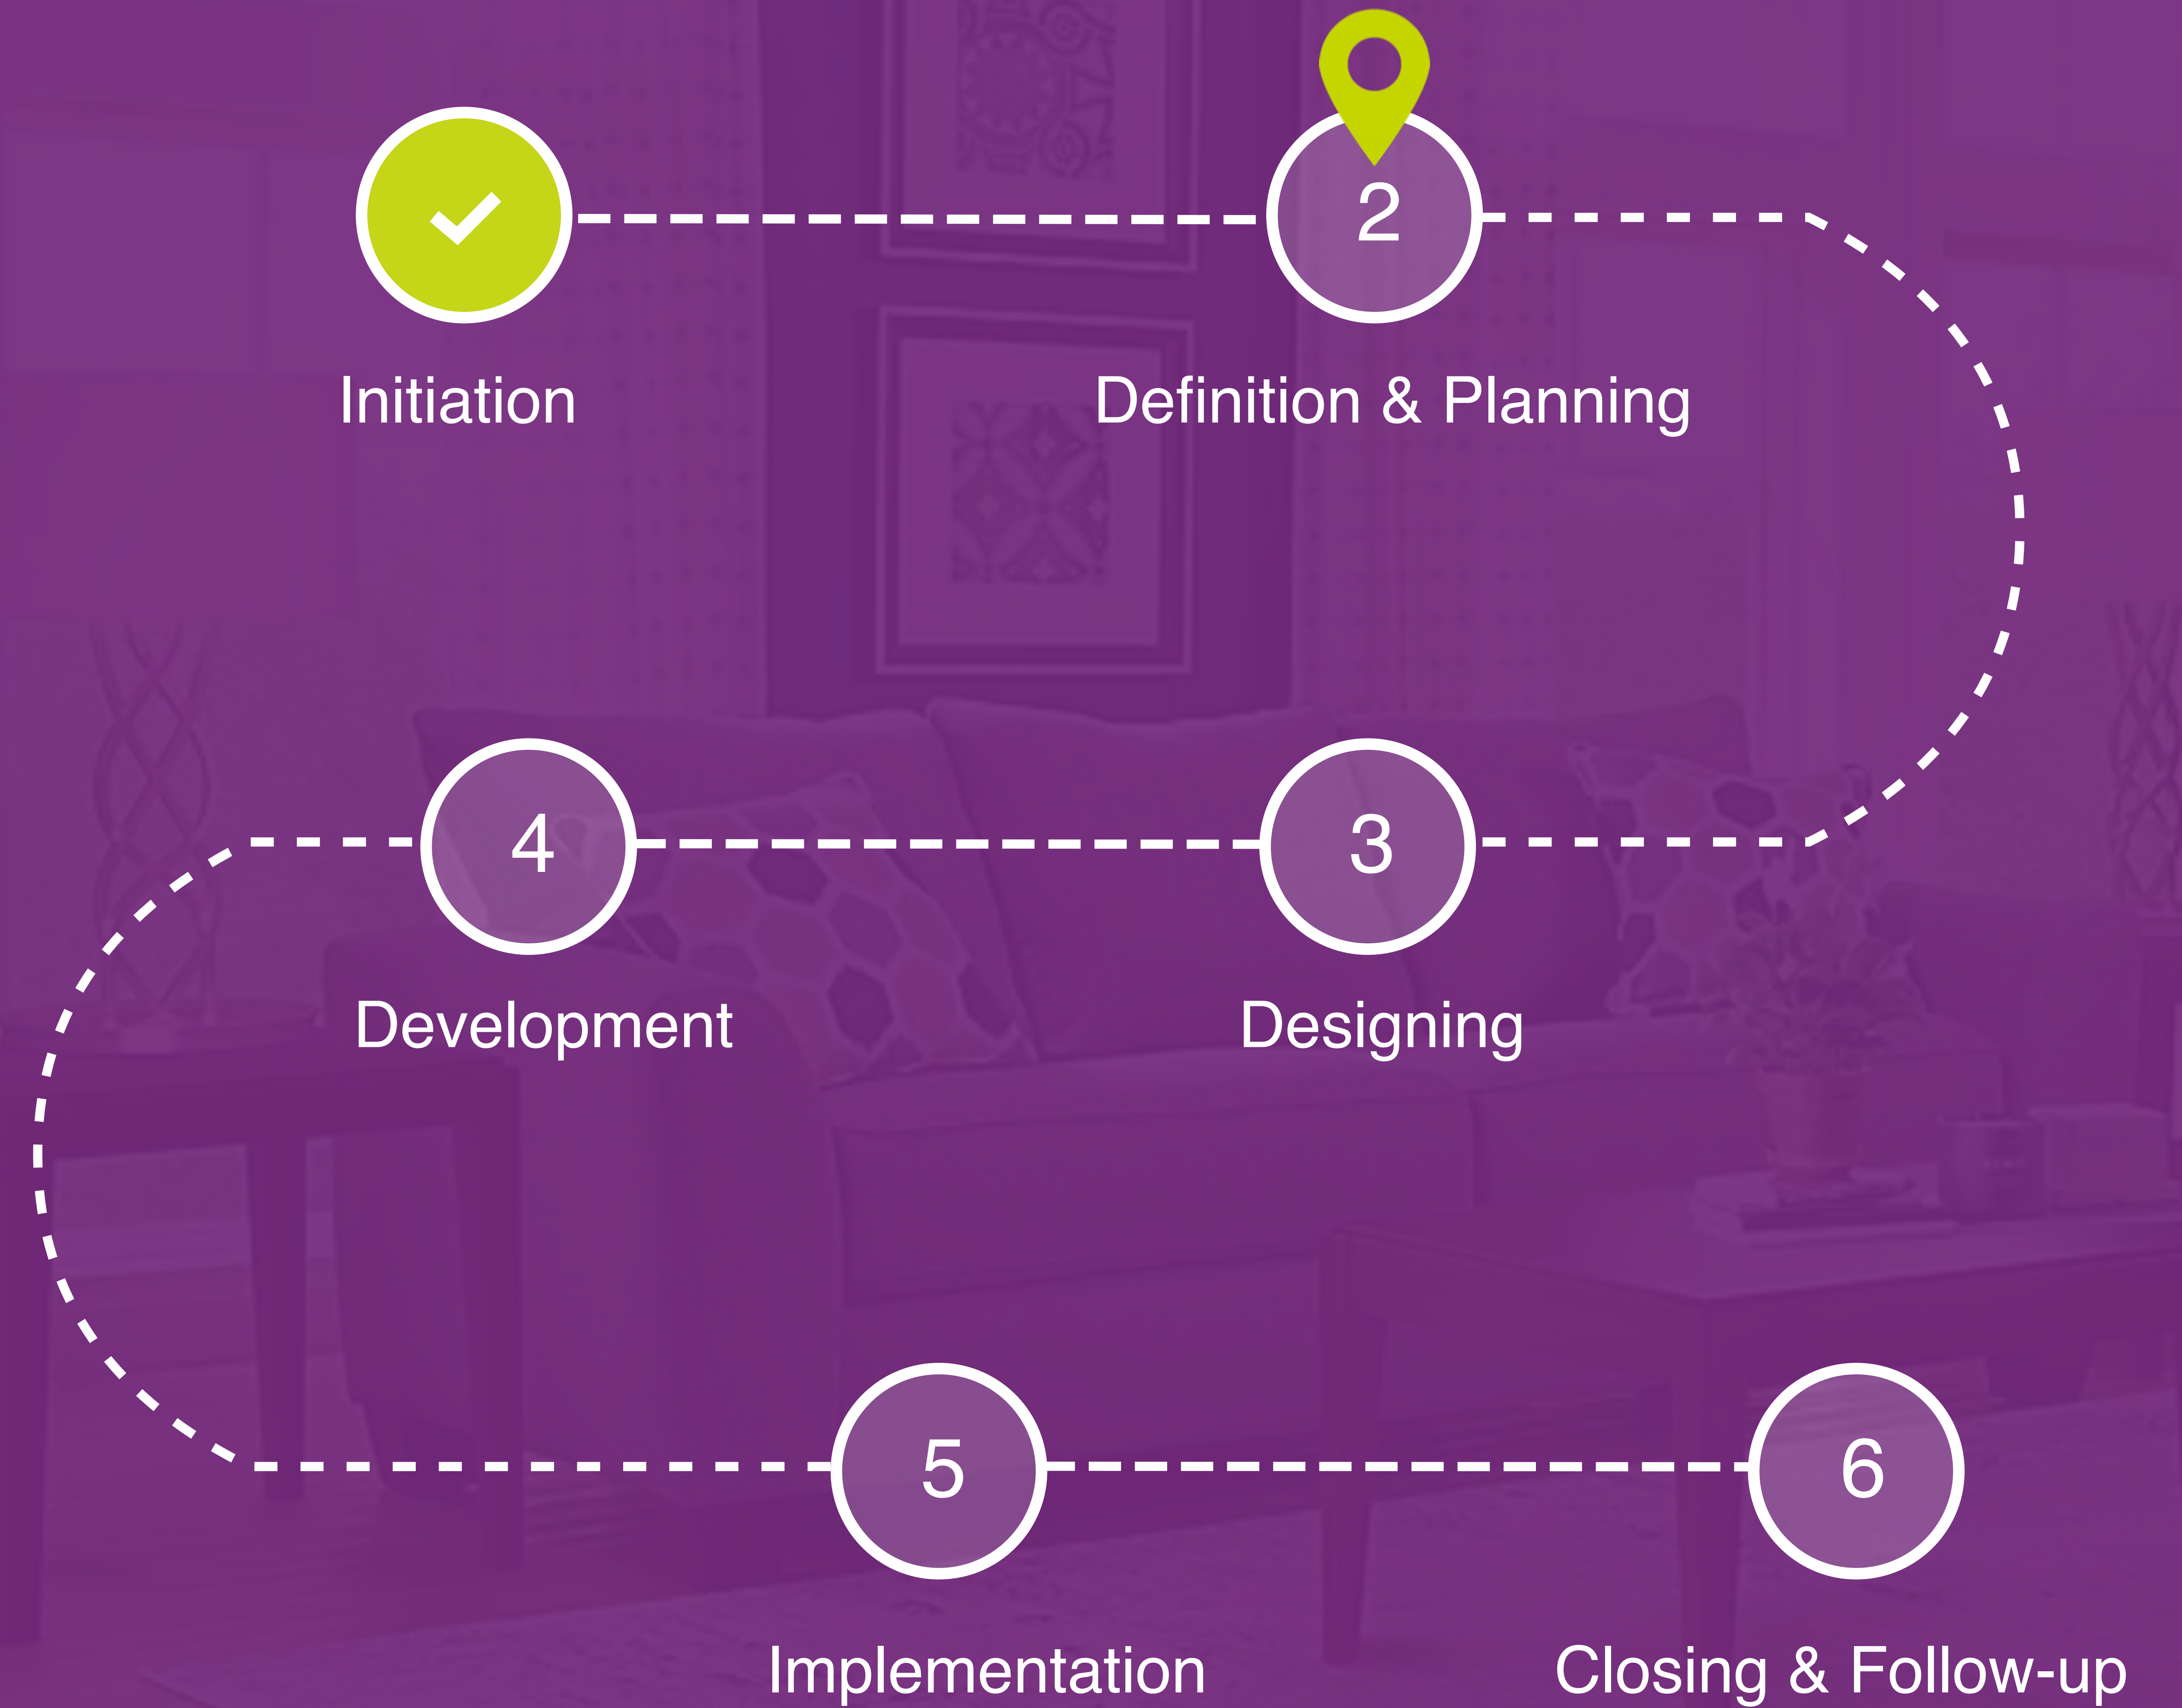 2
Initiation
Definition & Planning
4
3
Development
Designing
5
6
Implementation
Closing & Follow-up